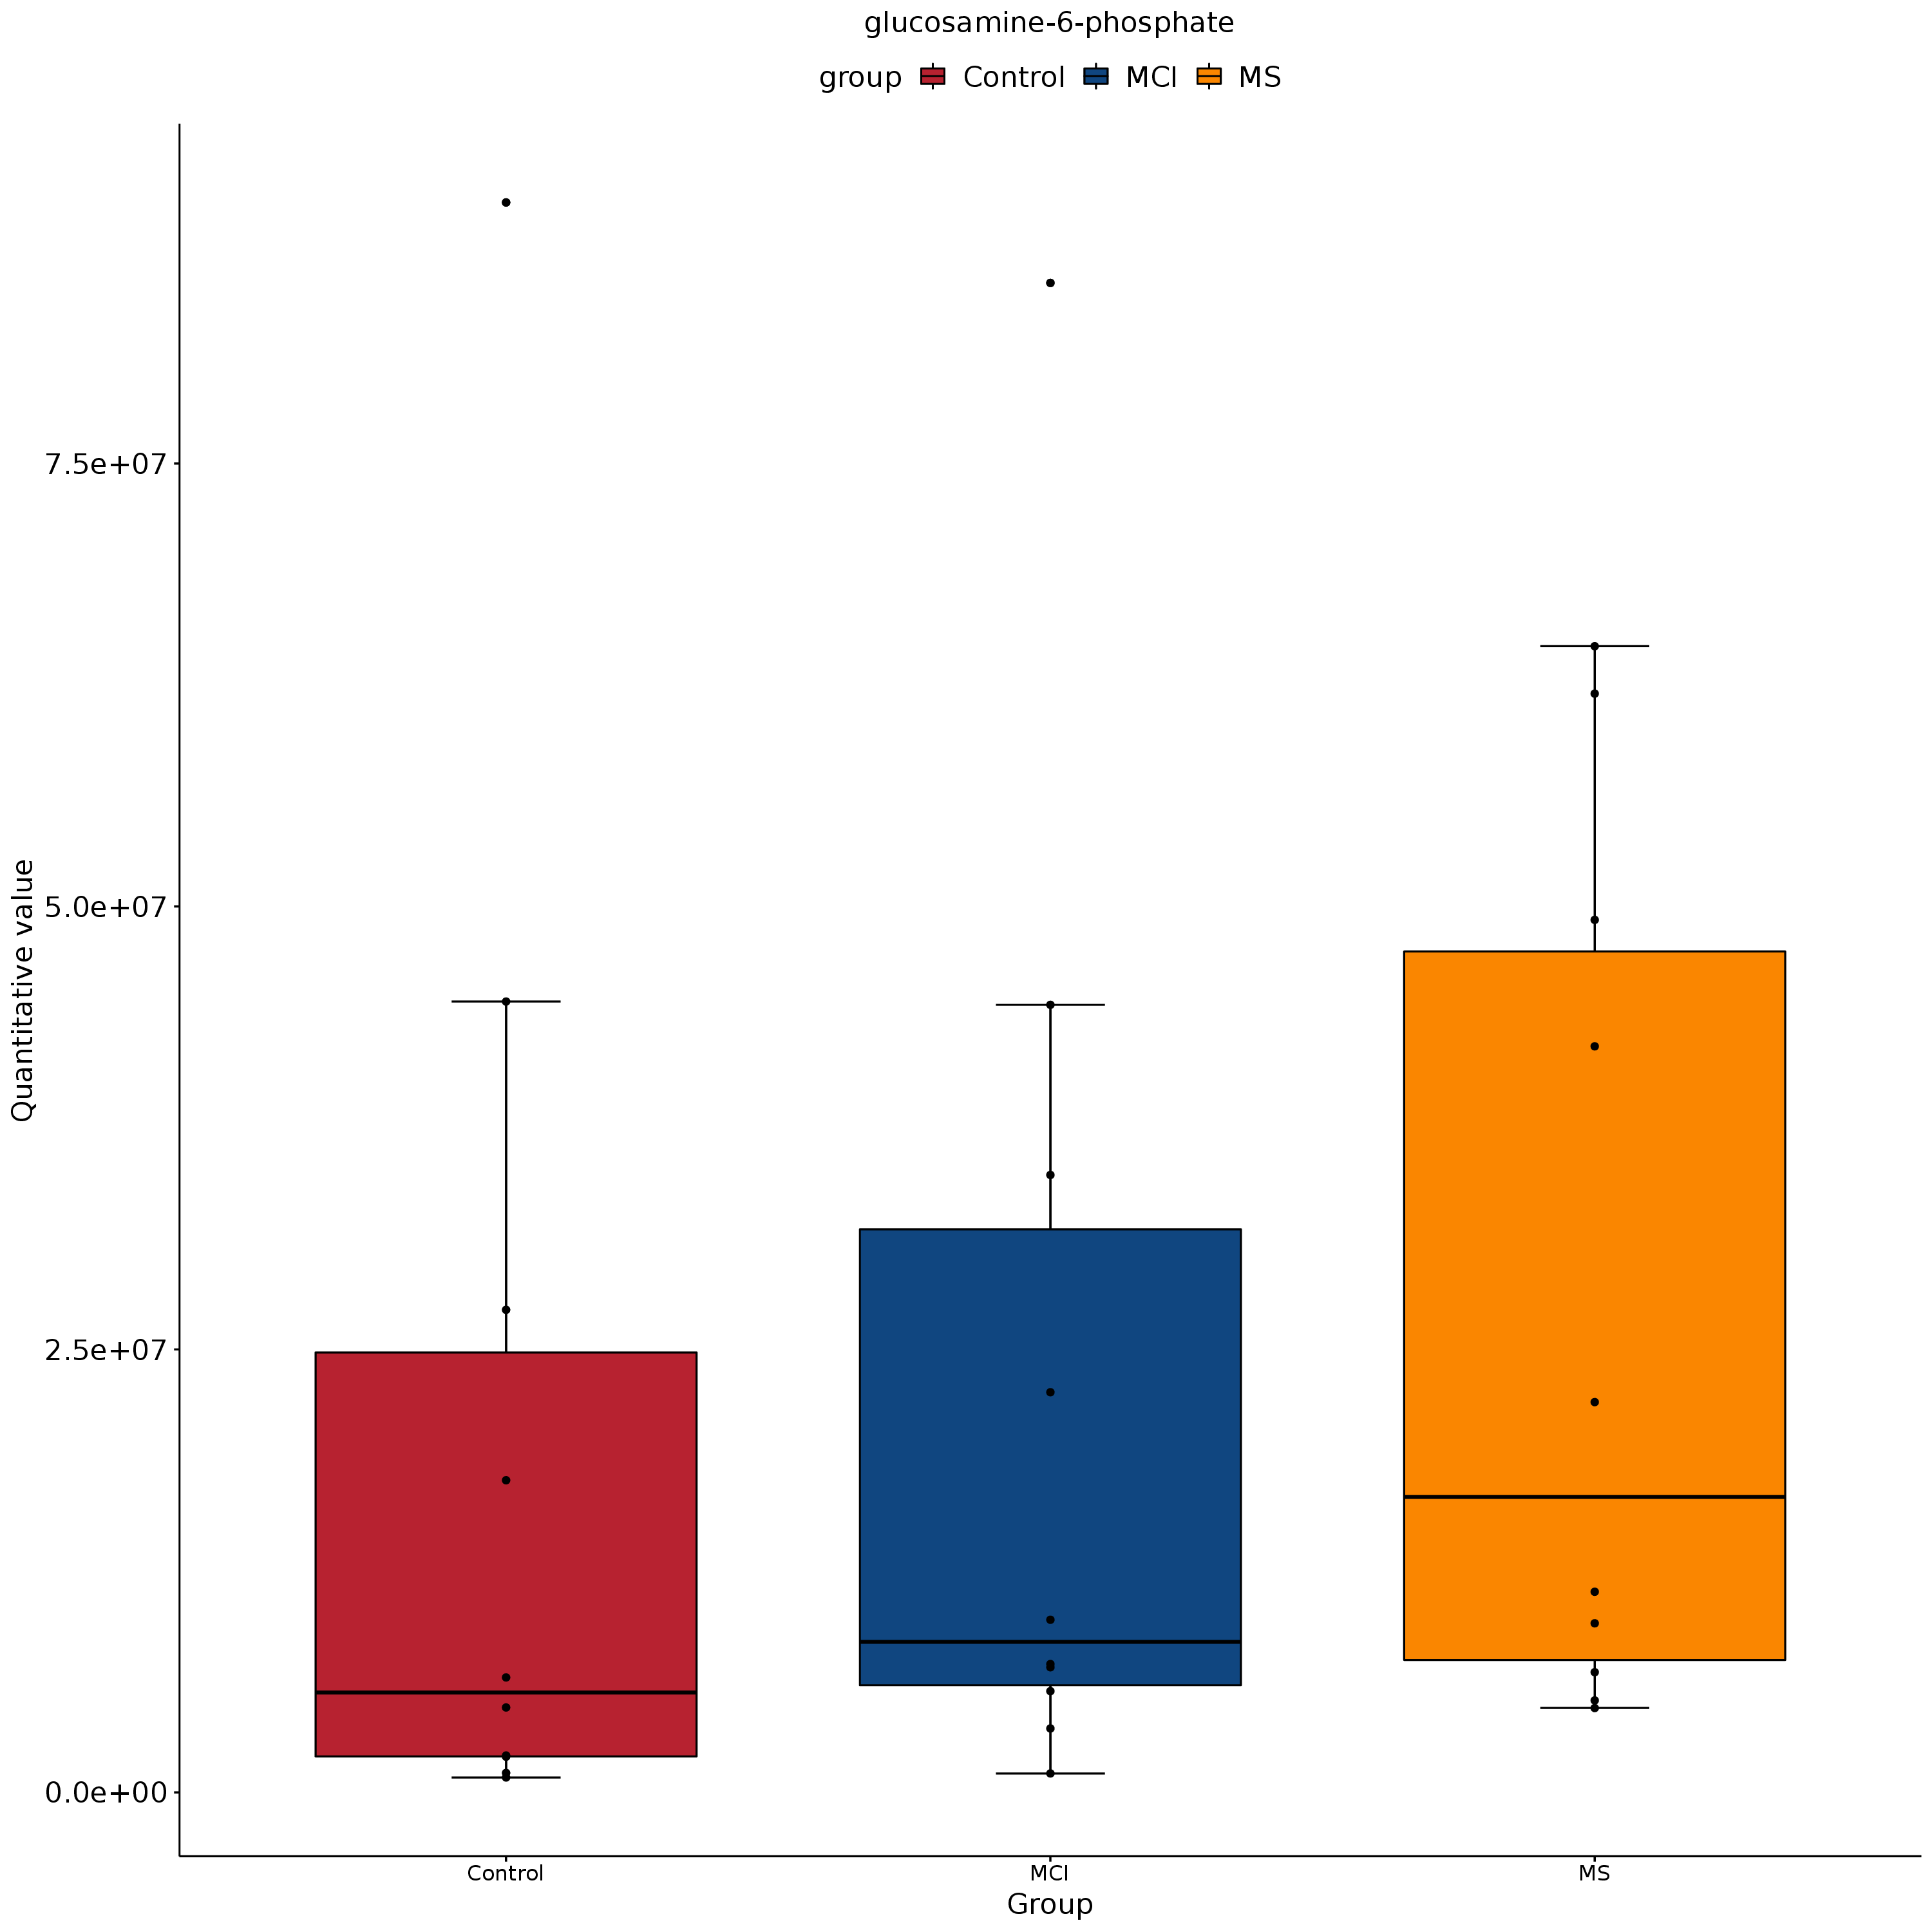 glucosamine-6-phosphate
group Control MCI MS
7.5e+07
5.0e+07
2.5e+07
0.0e+00
Quantitative value
Control MCI MS
Group